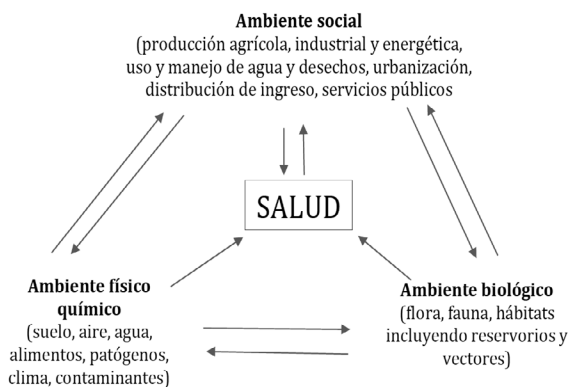 Ambiente social
(producción agrícola, industrial y energética,
uso y manejo de agua y desechos, urbanización,
distribución de ingreso, servicios públicos
SALUD
Ambiente físico
químico
(suelo, aire, agua,
alimentos, patógenos,
clima, contaminantes)
Ambiente biológico
(flora, fauna, hábitats
incluyendo reservorios y
vectores)